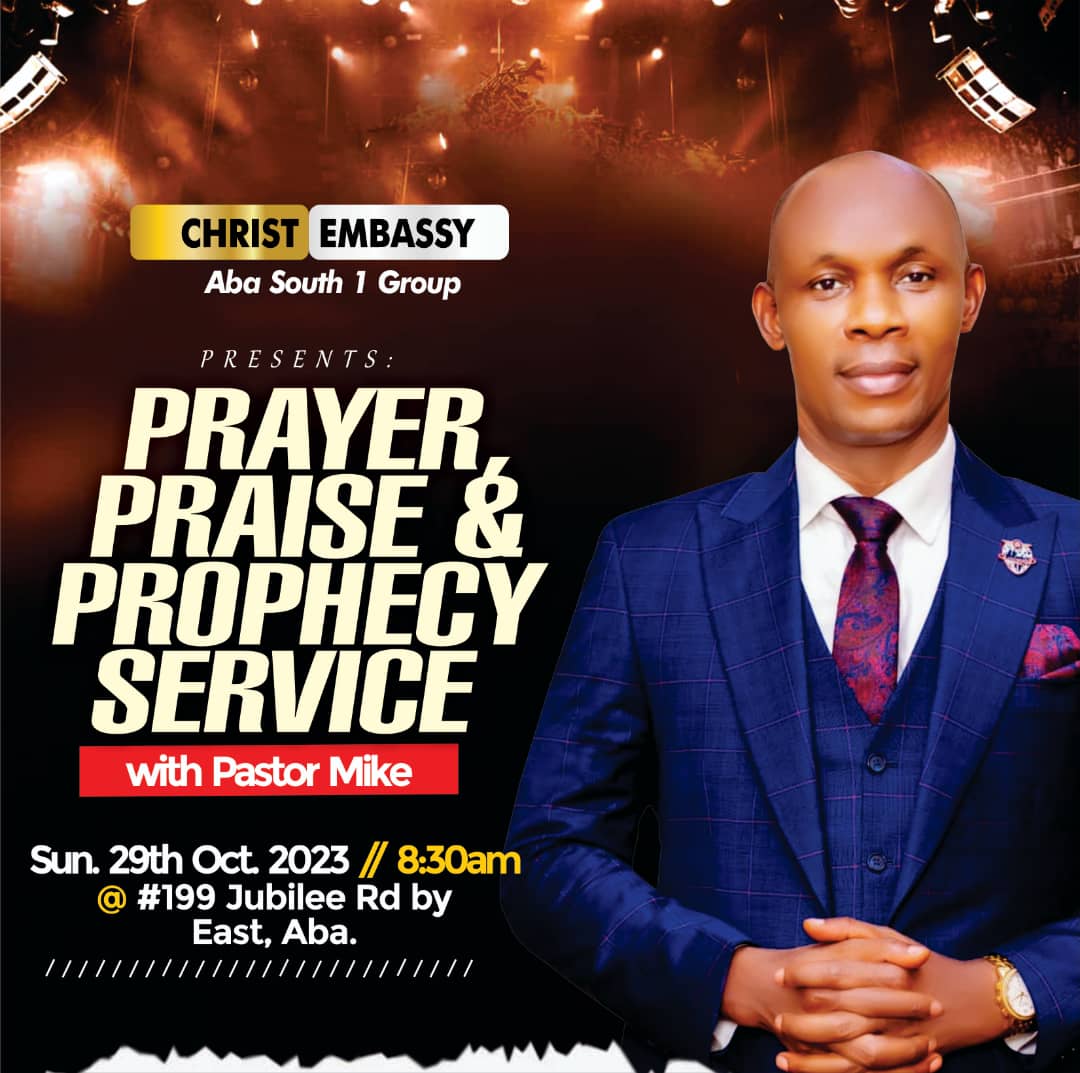 CHRIST EMBASSY
Aba South 1 Group
PRESENTS:
PRAYER,
PRAISE &
PROPHECY
SERVICE
with Pastor Mike
Sun. 29th Oct. 2023 // 8:30am
@ #199 Jubilee Rd by
East, Aba.